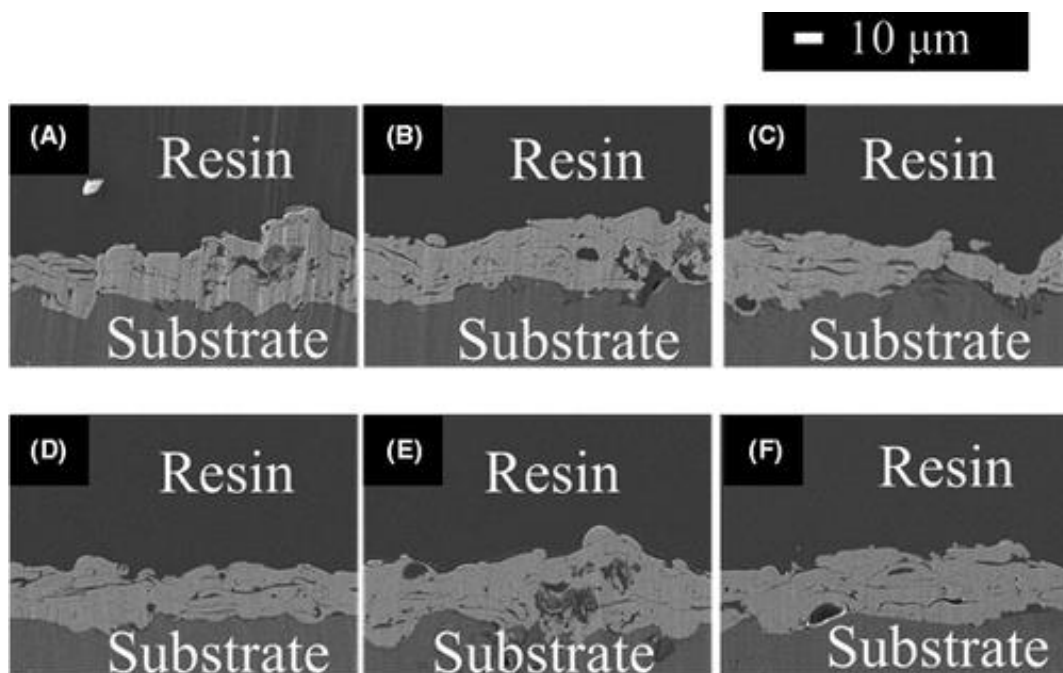 10 μm
(A)
Resin
Substrate
(B)
Resin
Substrate
(C)
Resin
Substrate
(D)
Resin
Substrate
(E)
Resin
Substrate
(F)
Resin
Substrate